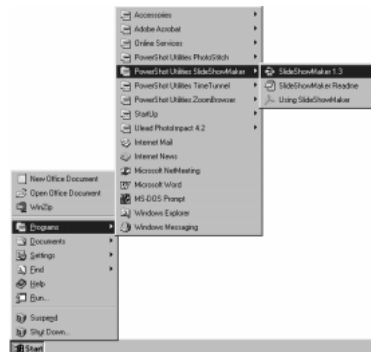 Accessories
Adobe Acrobat
Online Services
PowerShot Utilities PhotoStitch
PowerShot Utilities SlideShowMaker
PowerShot Utilities TimeTunnel
PowerShot Utilities ZoomBrowser
StartUp
Ulead PhotoImpact 4.2
Internet Mail
Internet News
Microsoft NetMeeting
Microsoft Word
MS-DOS Prompt
Windows Explorer
Windows Messaging
SlideShowMaker 1.3
SlideShowMaker Readme
Using SlideShowMaker
New Office Document
Open Office Document
WinZip
Programs
Documents
Settings
Find
Help
Run...
Suspend
Shut Down...
Start